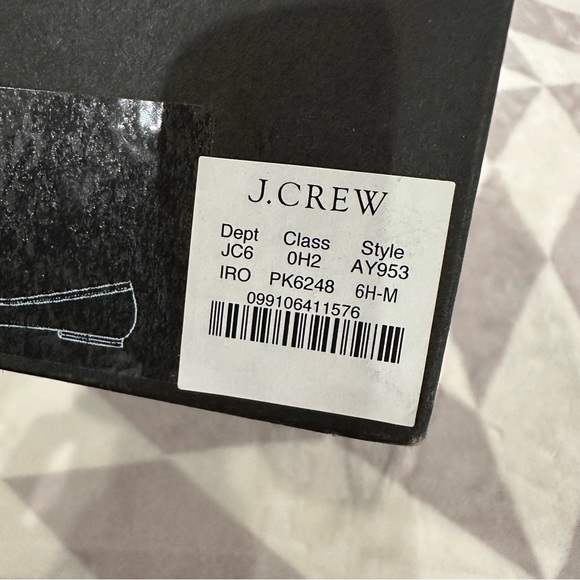 J.CREW
Dept Class Style
JC6 0H2 AY953
IRO PK6248 6H-M
099106411576